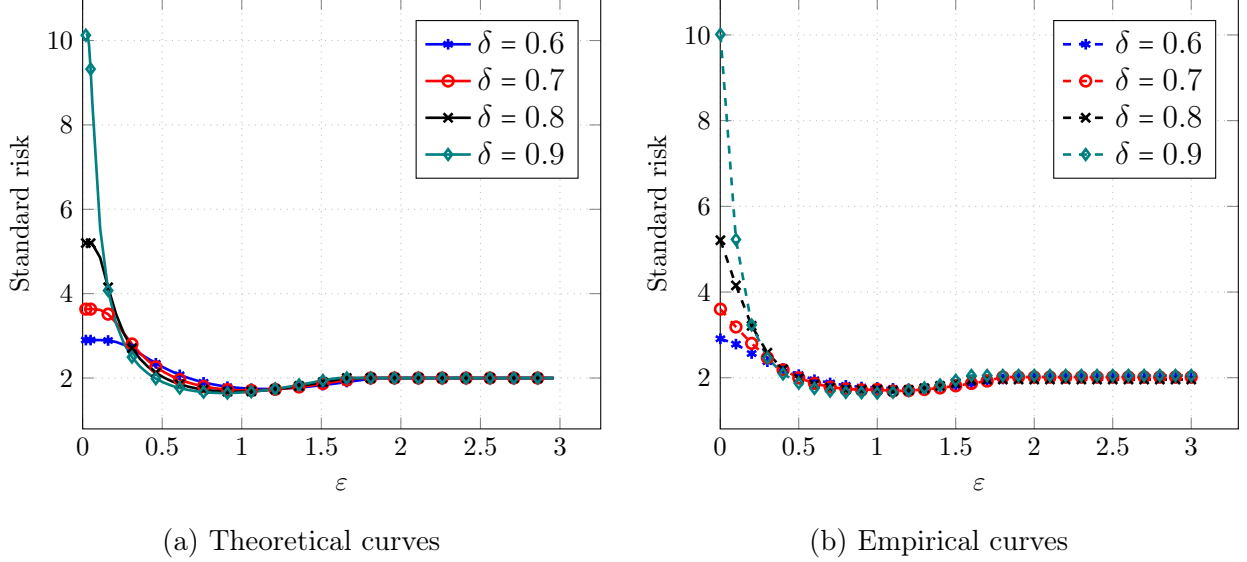 10
8
6
4
2
0
0.5
1
1.5
2
2.5
3
Standard risk
ε
δ = 0.6
δ = 0.7
δ = 0.8
δ = 0.9
(a) Theoretical curves
10
8
6
4
2
0
0.5
1
1.5
2
2.5
3
Standard risk
ε
δ = 0.6
δ = 0.7
δ = 0.8
δ = 0.9
(b) Empirical curves